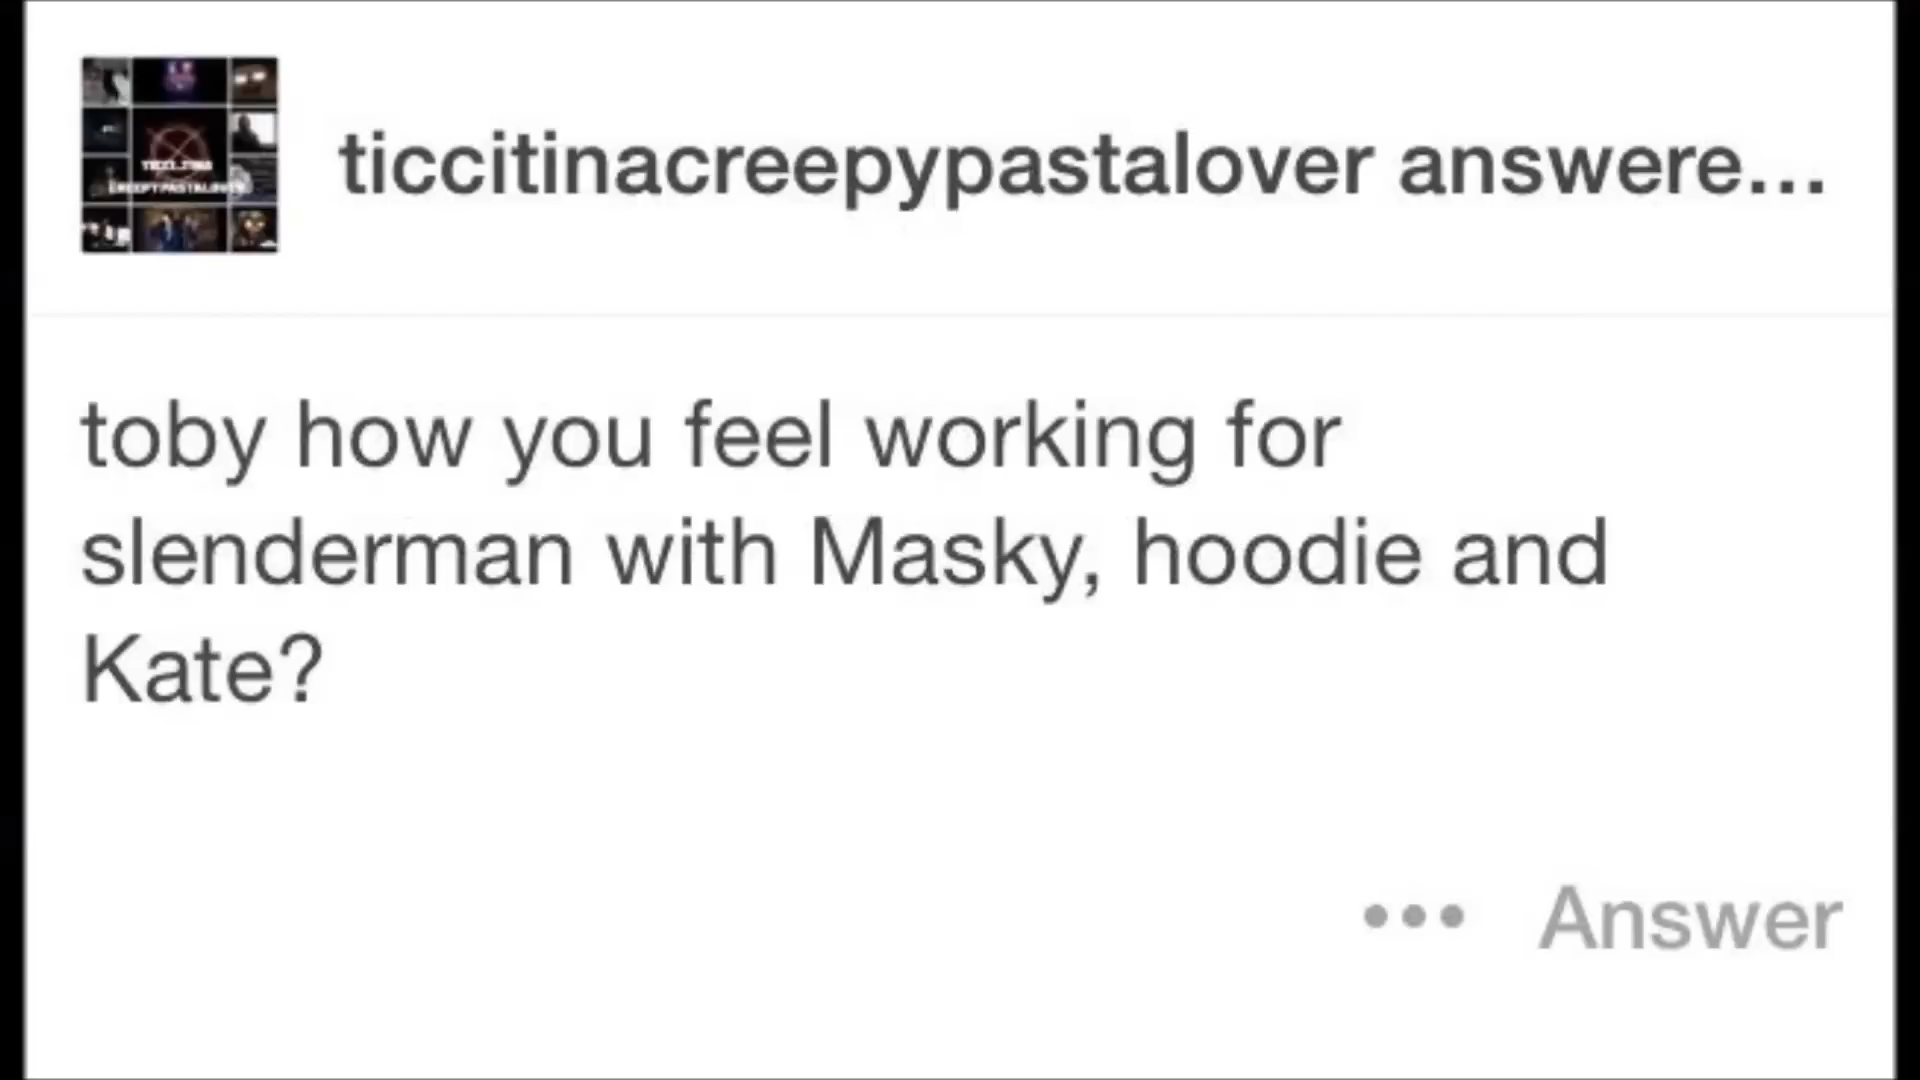 ticcitinacreepypastalover answere...
toby how you feel working for
slenderman with Masky, hoodie and
Kate?
Answer